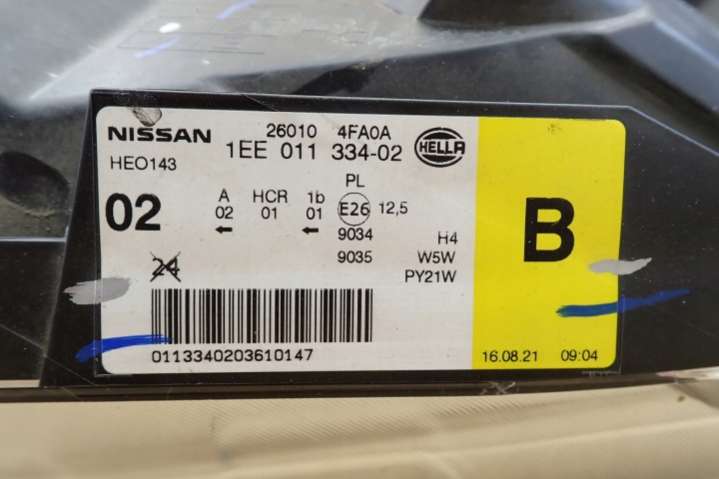 NISSAN 26010 4FA0A
1EE 011 334-02 HELLA
HEO143
PL
02 A HCR 1b E26 12,5
02 01 01
← ←
9034 H4
9035 W5W
24 PY21W
B
0113340203610147
16.08.21 09:04